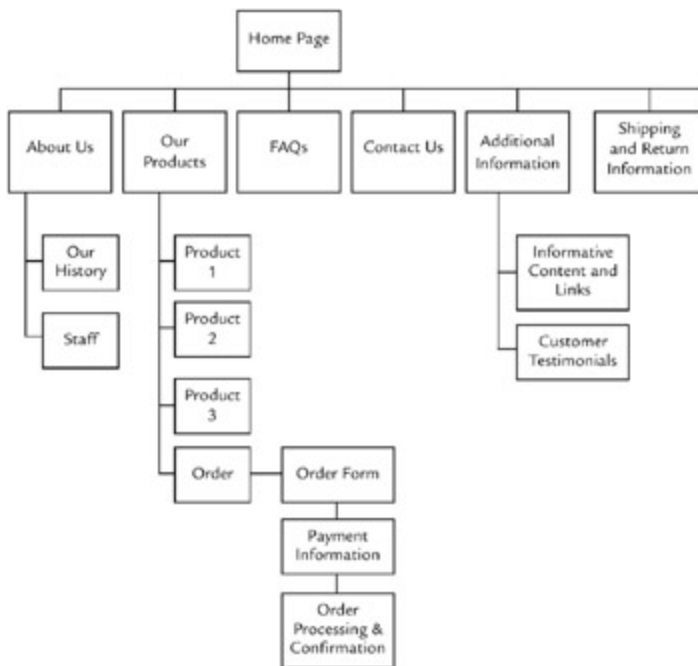 Home Page
About Us
Our
Products
FAQs
Contact Us
Additional
Information
Shipping
and Return
Information
Our
History
Staff
Product
1
Product
2
Product
3
Order
Order Form
Payment
Information
Order
Processing &
Confirmation
Informative
Content and
Links
Customer
Testimonials